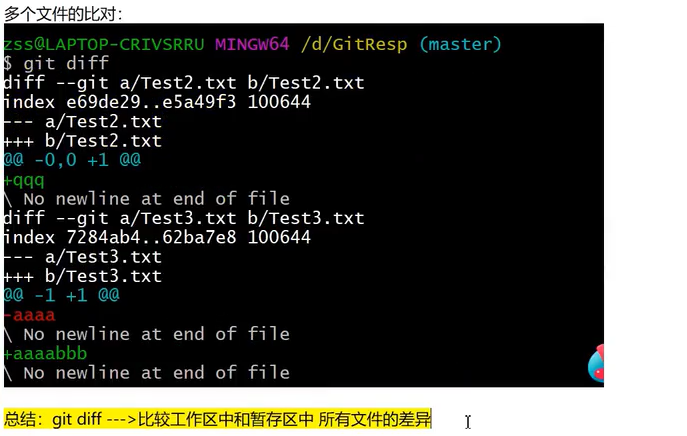 多个文件的比对：
zss@LAPTOP-CRIVSRRU MINGW64 /d/GitResp (master)
$ git diff
diff --git a/Test2.txt b/Test2.txt
index e69de29..e5a49f3 100644
--- a/Test2.txt
+++ b/Test2.txt
@@ -0,0 +1 @@
+qqq
\ No newline at end of file
diff --git a/Test3.txt b/Test3.txt
index 7284ab4..62ba7e8 100644
--- a/Test3.txt
+++ b/Test3.txt
@@ -1 +1 @@
-aaaa
\ No newline at end of file
+aaaabbb
\ No newline at end of file
总结：git diff --->比较工作区中和暂存区中 所有文件的差异